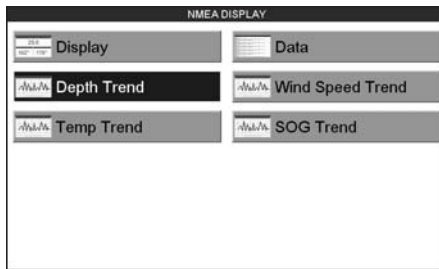 NMEA DISPLAY
Display
Data
Depth Trend
Wind Speed Trend
Temp Trend
SOG Trend